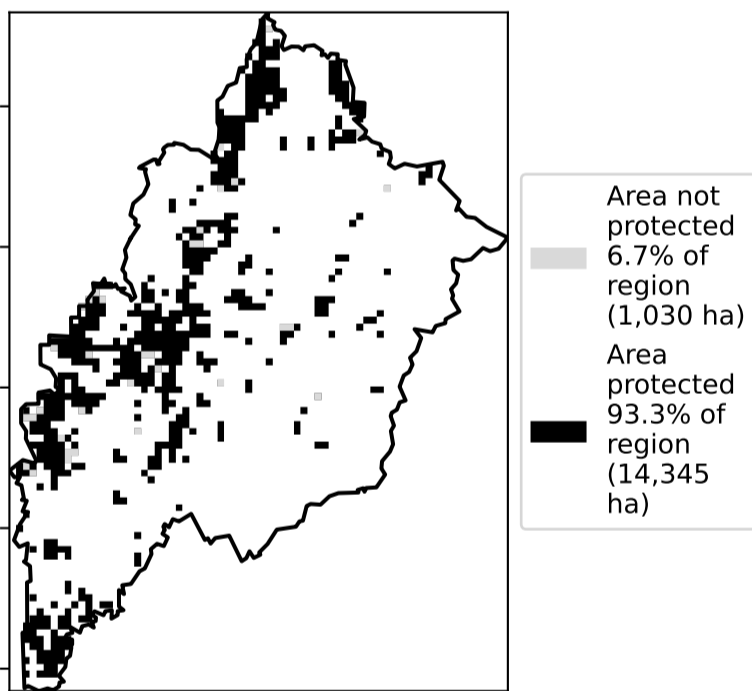 Area not
protected
6.7% of
region
(1,030 ha)
Area
protected
93.3% of
region
(14,345
ha)